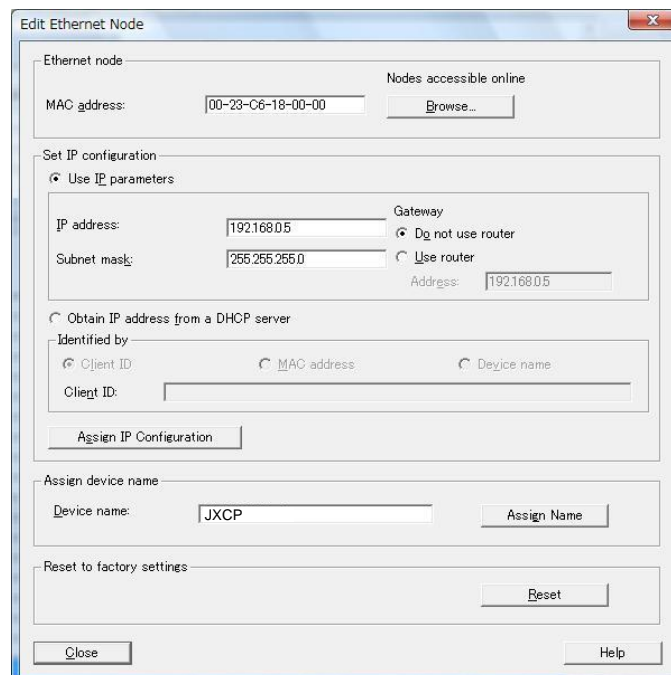 Edit Ethernet Node
Ethernet node
Nodes accessible online
MAC address: 00-23-C6-18-00-00 Browse...
Set IP configuration
Use IP parameters
Gateway
IP address: 192.168.0.5 Do not use router
Subnet mask: 255.255.255.0 Use router
Address: 192.168.0.5
Obtain IP address from a DHCP server
Identified by
Client ID MAC address Device name
Client ID:
Assign IP Configuration
Assign device name
Device name: JXCP Assign Name
Reset to factory settings
Reset
Close Help